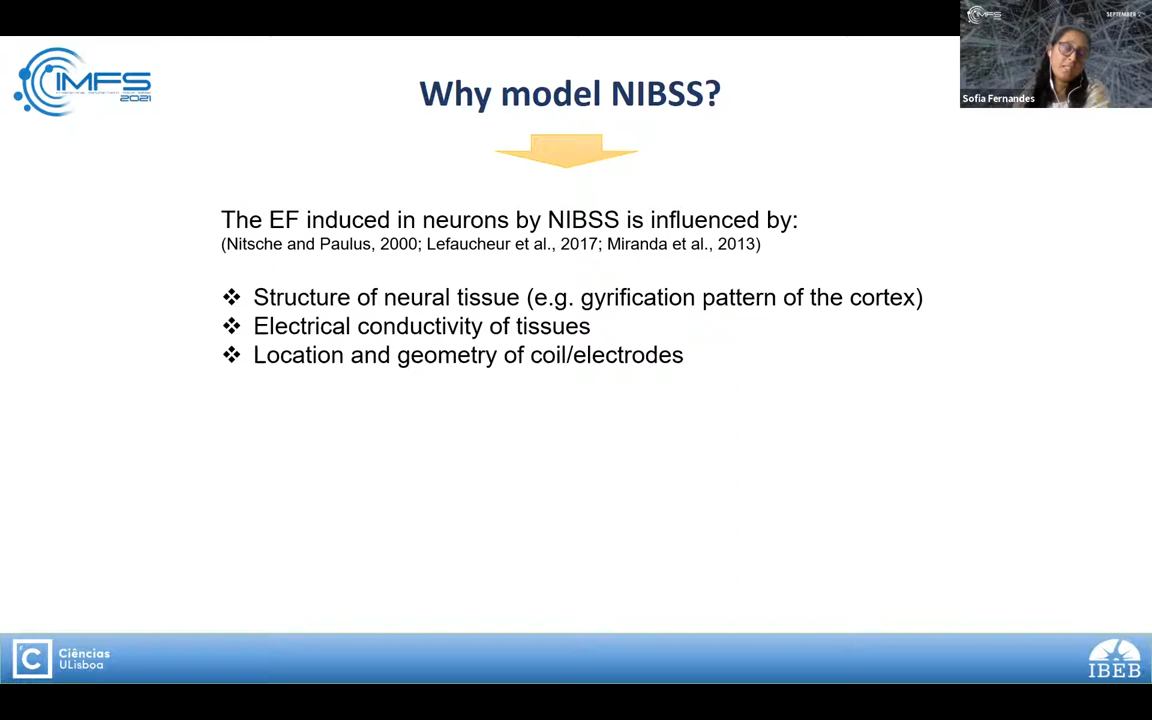 IMFS
2021
Why model NIBSS?
IMFS
SEPTEMBER
Sofia Fernandes
The EF induced in neurons by NIBSS is influenced by:
(Nitsche and Paulus, 2000; Lefaucheur et al., 2017; Miranda et al., 2013)
❖ Structure of neural tissue (e.g. gyrification pattern of the cortex)
❖ Electrical conductivity of tissues
❖ Location and geometry of coil/electrodes
C
Ciências
ULisboa
IBEB